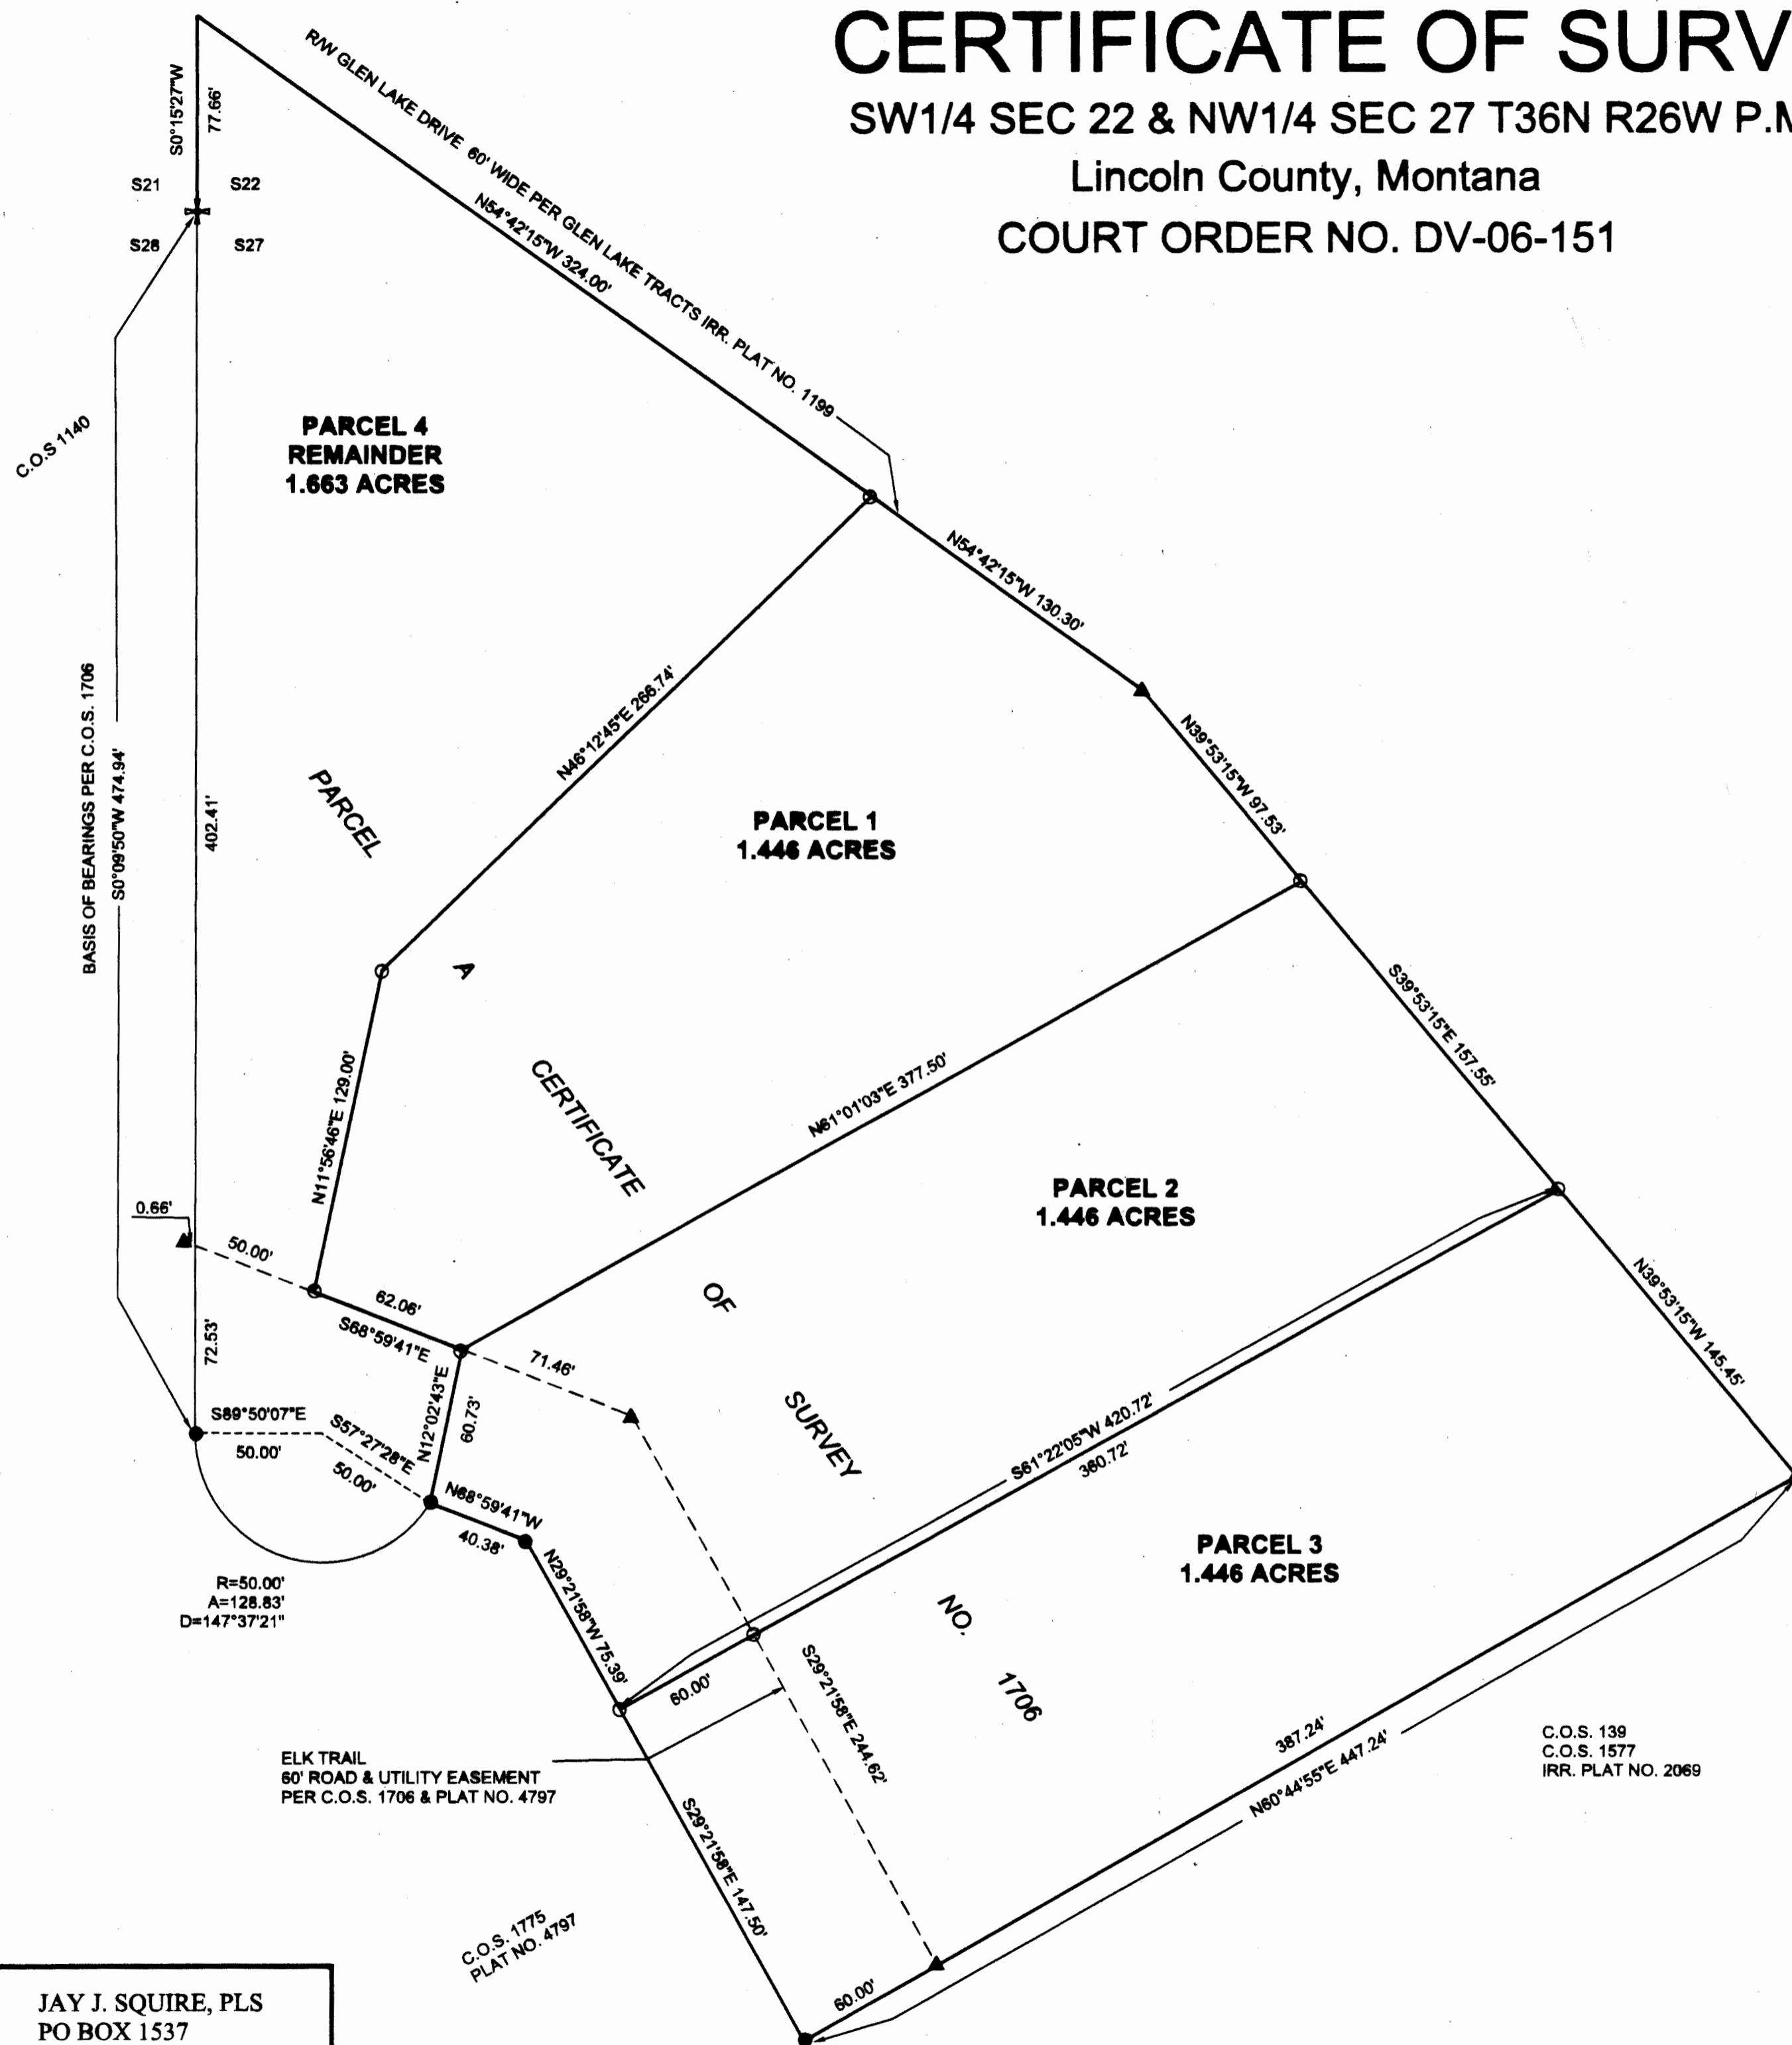 CERTIFICATE OF SURV
SW1/4 SEC 22 & NW1/4 SEC 27 T36N R26W P.M
Lincoln County, Montana
COURT ORDER NO. DV-06-151
S0°15'27"W
77.66'
R/W GLEN LAKE DRIVE 60' WIDE PER GLEN LAKE TRACTS IRR. PLAT NO. 1199
N54°42'15"W 324.00'
S21
S22
S28
S27
C.O.S 1140
PARCEL 4
REMAINDER
1.663 ACRES
N54°42'15"W 130.30'
N46°12'45"E 266.74'
N39°53'15"W 97.53'
BASIS OF BEARINGS PER C.O.S. 1706
S0°09'50"W 474.94'
402.41'
PARCEL
A
CERTIFICATE
OF
SURVEY
NO.
1706
PARCEL 1
1.446 ACRES
S39°53'15"E 157.55'
N11°56'46"E 129.00'
N61°01'03"E 377.50'
PARCEL 2
1.446 ACRES
0.66'
50.00'
62.06'
S68°59'41"E
71.46'
72.53'
N39°53'15"W 145.45'
S89°50'07"E
50.00'
S57°27'28"E
50.00'
N12°02'43"E
60.73'
N68°59'41"W
40.38'
S61°22'05"W 420.72'
360.72'
PARCEL 3
1.446 ACRES
R=50.00'
A=128.83'
D=147°37'21"
N29°21'58"W 75.39'
60.00'
S29°21'58"E 244.62'
ELK TRAIL
60' ROAD & UTILITY EASEMENT
PER C.O.S. 1706 & PLAT NO. 4797
387.24'
N60°44'55"E 447.24'
C.O.S. 139
C.O.S. 1577
IRR. PLAT NO. 2069
S29°21'58"E 147.50'
C.O.S. 1775
PLAT NO. 4797
60.00'
JAY J. SQUIRE, PLS
PO BOX 1537